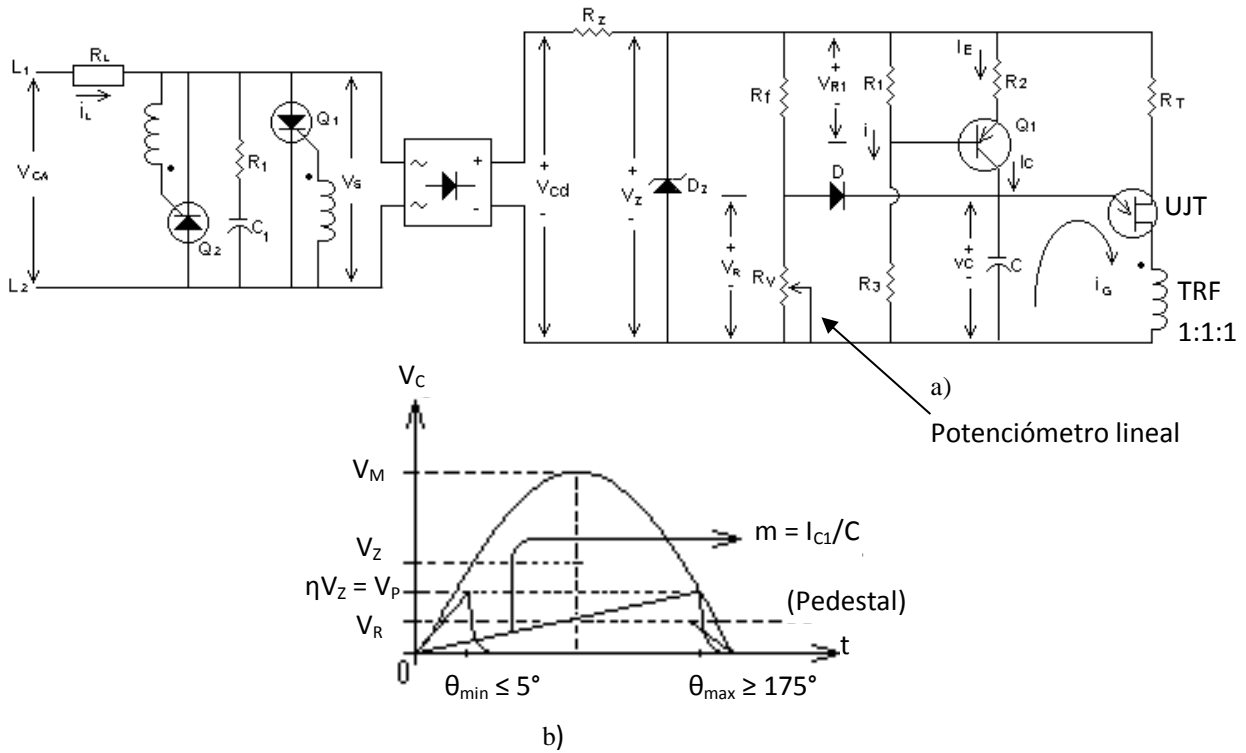 L1
RL
iL
VCA
L2
Q2
R1
C1
Q1
VS
~
~
+
-
+
Vcd
-
RZ
+
VZ
-
DZ
Rf
+
VR
-
RV
+
VR1
-
R1
i
D
R3
IE
R2
Q1
IC
+
vC
-
C
iG
RT
UJT
TRF
1:1:1
a)
Potenciómetro lineal
VC
VM
VZ
ηVZ = VP
VR
0
m = IC1/C
(Pedestal)
t
θmin ≤ 5°
θmax ≥ 175°
b)